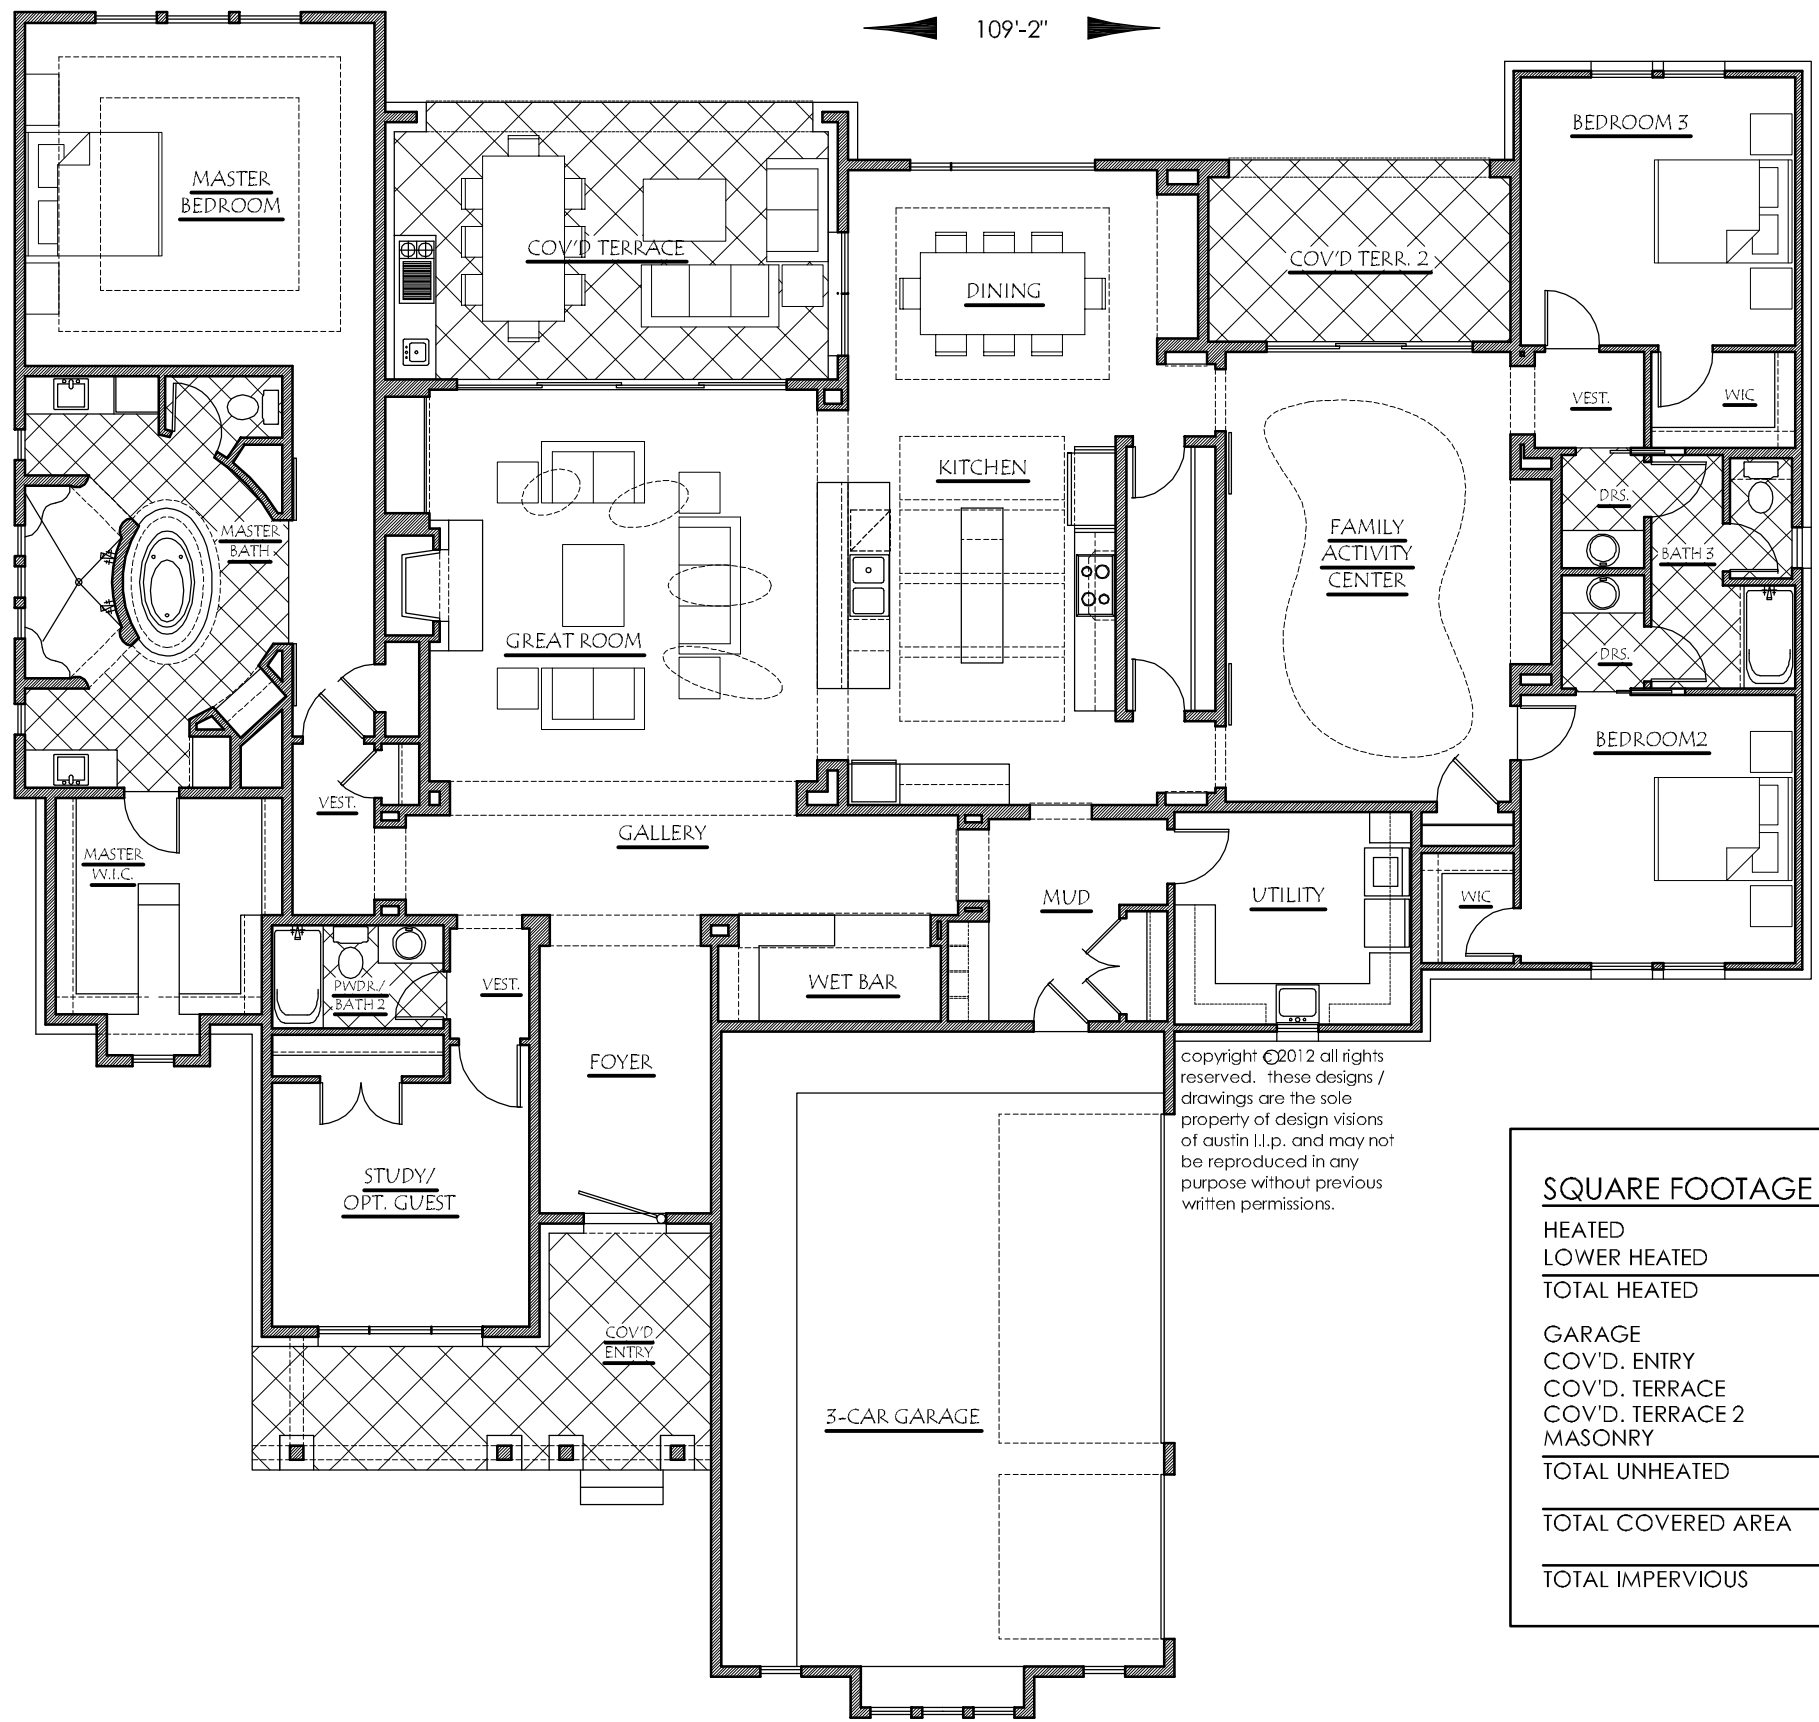 109'-2"
MASTER
BEDROOM
COV'D TERRACE
DINING
COV'D TERR. 2
BEDROOM 3
VEST.
WIC
KITCHEN
MASTER
BATH
GREAT ROOM
FAMILY
ACTIVITY
CENTER
DRS.
BATH 3
DRS.
BEDROOM2
VEST.
GALLERY
MASTER
W.I.C.
MUD
UTILITY
WIC
PWDR./
BATH 2
VEST.
WET BAR
FOYER
STUDY/
OPT. GUEST
COV'D
ENTRY
3-CAR GARAGE
copyright ©2012 all rights
reserved. these designs /
drawings are the sole
property of design visions
of austin l.l.p. and may not
be reproduced in any
purpose without previous
written permissions.
SQUARE FOOTAGE
HEATED
LOWER HEATED
TOTAL HEATED
GARAGE
COV'D. ENTRY
COV'D. TERRACE
COV'D. TERRACE 2
MASONRY
TOTAL UNHEATED
TOTAL COVERED AREA
TOTAL IMPERVIOUS